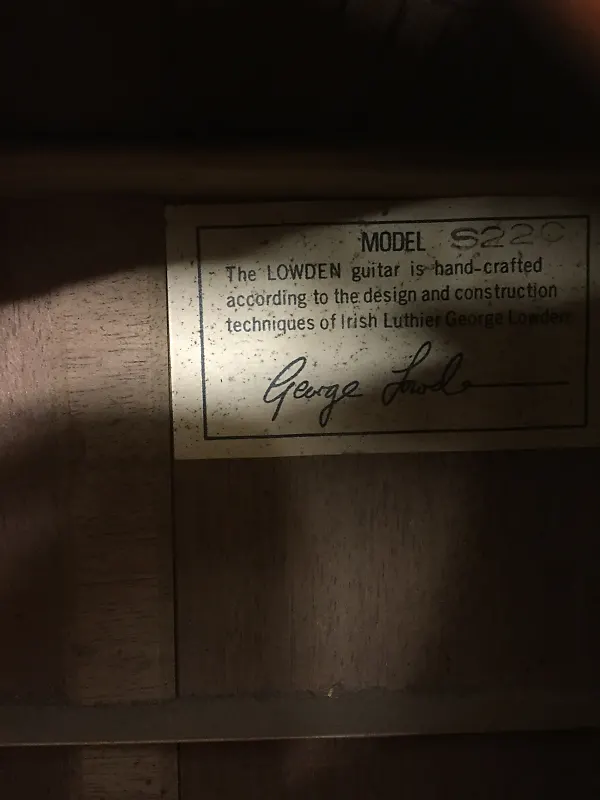 MODEL S22C
The LOWDEN guitar is hand-crafted
according to the design and construction
techniques of Irish Luthier George Lowden
George Lowden